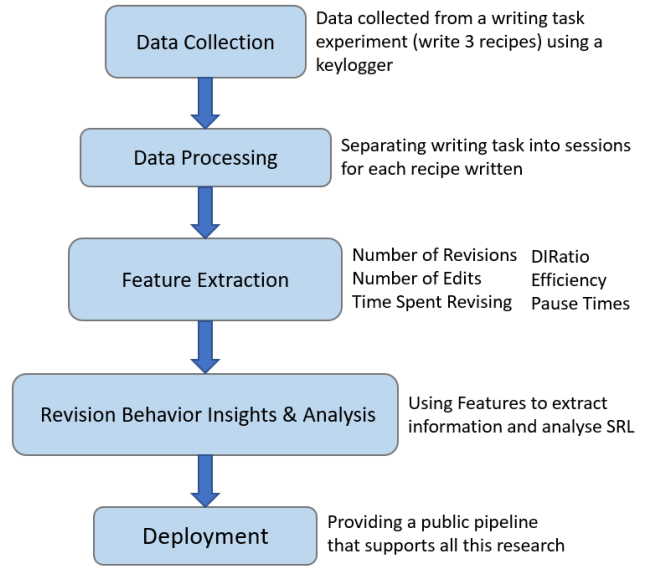 Data Collection
Data collected from a writing task
experiment (write 3 recipes) using a
keylogger
Data Processing
Separating writing task into sessions
for each recipe written
Feature Extraction
Number of Revisions
Number of Edits
Time Spent Revising
DIRatio
Efficiency
Pause Times
Revision Behavior Insights & Analysis
Using Features to extract
information and analyse SRL
Deployment
Providing a public pipeline
that supports all this research